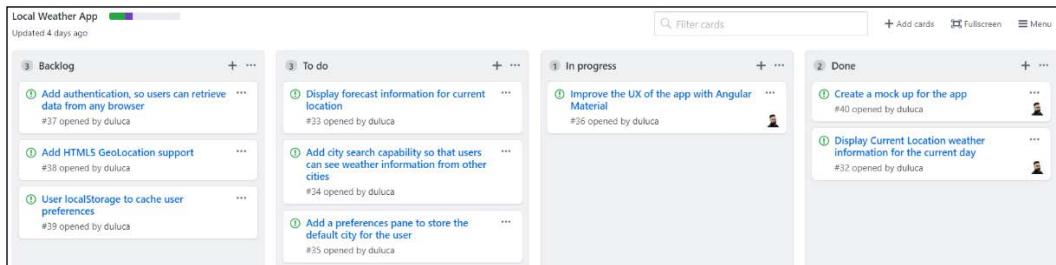 Local Weather App
Updated 4 days ago
Filter cards
Add cards
Fullscreen
Menu
3 Backlog
Add authentication, so users can retrieve
data from any browser
#37 opened by duluca
Add HTML5 GeoLocation support
#38 opened by duluca
User localStorage to cache user
preferences
#39 opened by duluca
3 To do
Display forecast information for current
location
#33 opened by duluca
Add city search capability so that users
can see weather information from other
cities
#34 opened by duluca
Add a preferences pane to store the
default city for the user
#35 opened by duluca
1 In progress
Improve the UX of the app with Angular
Material
#36 opened by duluca
2 Done
Create a mock up for the app
#40 opened by duluca
Display Current Location weather
information for the current day
#32 opened by duluca